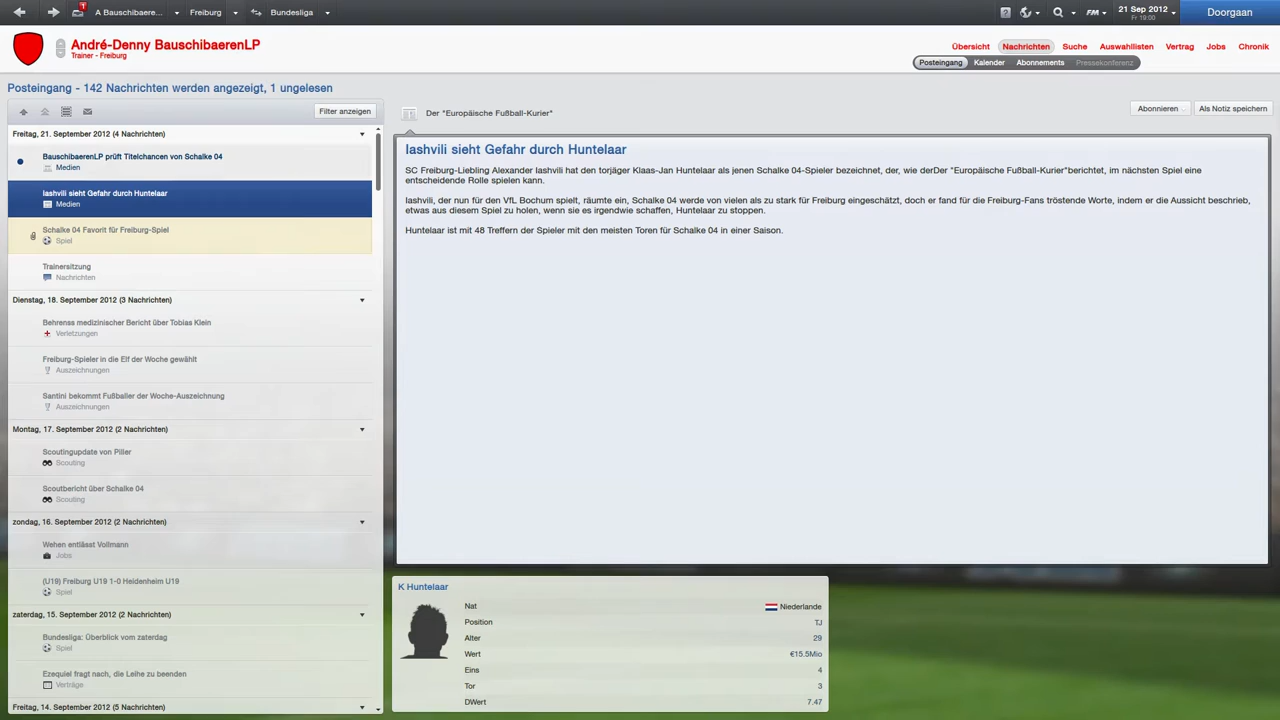 A Bauschibaere...
Freiburg
Bundesliga
FM
21 Sep 2012
Fr 19:00
Doorgaan
André-Denny BauschibaerenLP
Trainer - Freiburg
Übersicht
Nachrichten
Suche
Auswahllisten
Vertrag
Jobs
Chronik
Posteingang
Kalender
Abonnements
Pressekonferenz
Posteingang - 142 Nachrichten werden angezeigt, 1 ungelesen
Filter anzeigen
Der "Europäische Fußball-Kurier"
Abonnieren
Als Notiz speichern
Freitag, 21. September 2012 (4 Nachrichten)
BauschibaerenLP prüft Titelchancen von Schalke 04
Medien
Iashvili sieht Gefahr durch Huntelaar
Medien
Schalke 04 Favorit für Freiburg-Spiel
Spiel
Trainersitzung
Nachrichten
Dienstag, 18. September 2012 (3 Nachrichten)
Behrenss medizinischer Bericht über Tobias Klein
Verletzungen
Freiburg-Spieler in die Elf der Woche gewählt
Auszeichnungen
Santini bekommt Fußballer der Woche-Auszeichnung
Auszeichnungen
Montag, 17. September 2012 (2 Nachrichten)
Scoutingupdate von Piller
Scouting
Scoutbericht über Schalke 04
Scouting
zondag, 16. September 2012 (2 Nachrichten)
Wehen entlässt Vollmann
Jobs
(U19) Freiburg U19 1-0 Heidenheim U19
Spiel
zaterdag, 15. September 2012 (2 Nachrichten)
Bundesliga: Überblick vom zaterdag
Spiel
Ezequiel fragt nach, die Leihe zu beenden
Verträge
Freitag, 14. September 2012 (5 Nachrichten)
Iashvili sieht Gefahr durch Huntelaar
SC Freiburg-Liebling Alexander Iashvili hat den torjäger Klaas-Jan Huntelaar als jenen Schalke 04-Spieler bezeichnet, der, wie derDer "Europäische Fußball-Kurier"berichtet, im nächsten Spiel eine
entscheidende Rolle spielen kann.
Iashvili, der nun für den VfL Bochum spielt, räumte ein, Schalke 04 werde von vielen als zu stark für Freiburg eingeschätzt, doch er fand für die Freiburg-Fans tröstende Worte, indem er die Aussicht beschrieb,
etwas aus diesem Spiel zu holen, wenn sie es irgendwie schaffen, Huntelaar zu stoppen.
Huntelaar ist mit 48 Treffern der Spieler mit den meisten Toren für Schalke 04 in einer Saison.
K Huntelaar
Nat Niederlande
Position TJ
Alter 29
Wert €15.5Mio
Eins 4
Tor 3
DWert 7.47